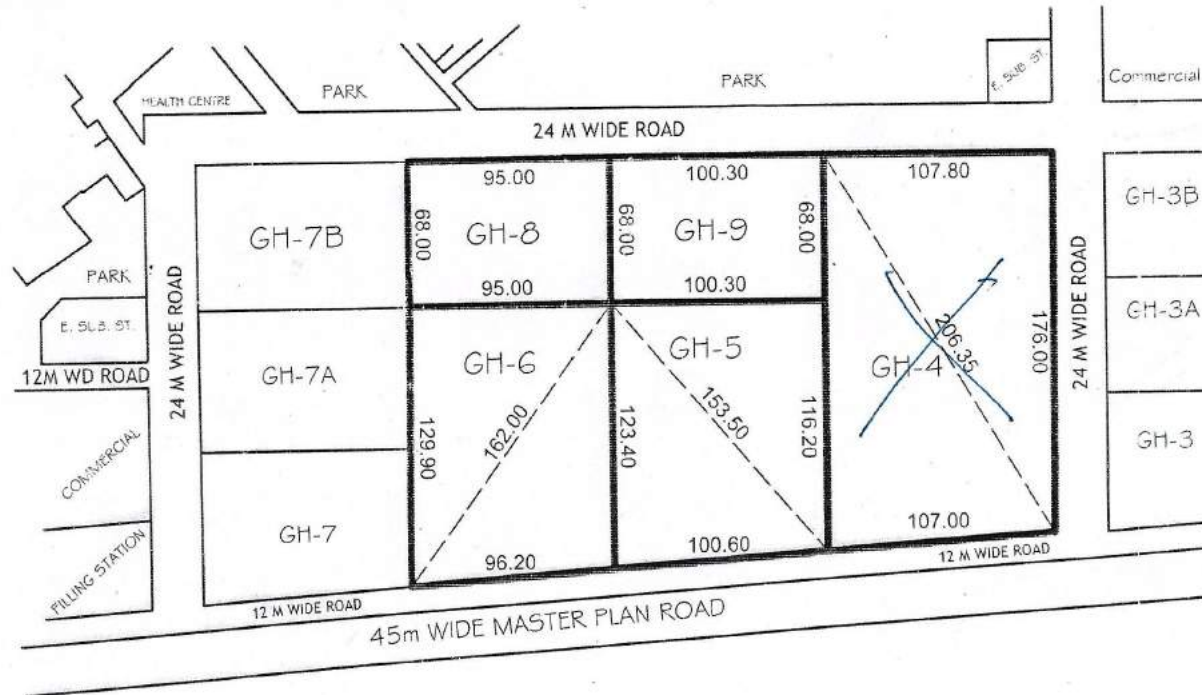 HEALTH CENTRE
PARK
PARK
E. SUB ST.
Commercial
24 M WIDE ROAD
95.00
100.30
107.80
GH-7B
68.00
GH-8
68.00
GH-9
68.00
GH-3B
95.00
100.30
PARK
E. SUB. ST.
12M WD ROAD
24 M WIDE ROAD
GH-7A
GH-6
GH-5
GH-4
206.35
176.00
24 M WIDE ROAD
GH-3A
129.90
162.00
123.40
153.50
116.20
GH-3
COMMERCIAL
FILLING STATION
GH-7
96.20
100.60
107.00
12 M WIDE ROAD
12 M WIDE ROAD
45m WIDE MASTER PLAN ROAD